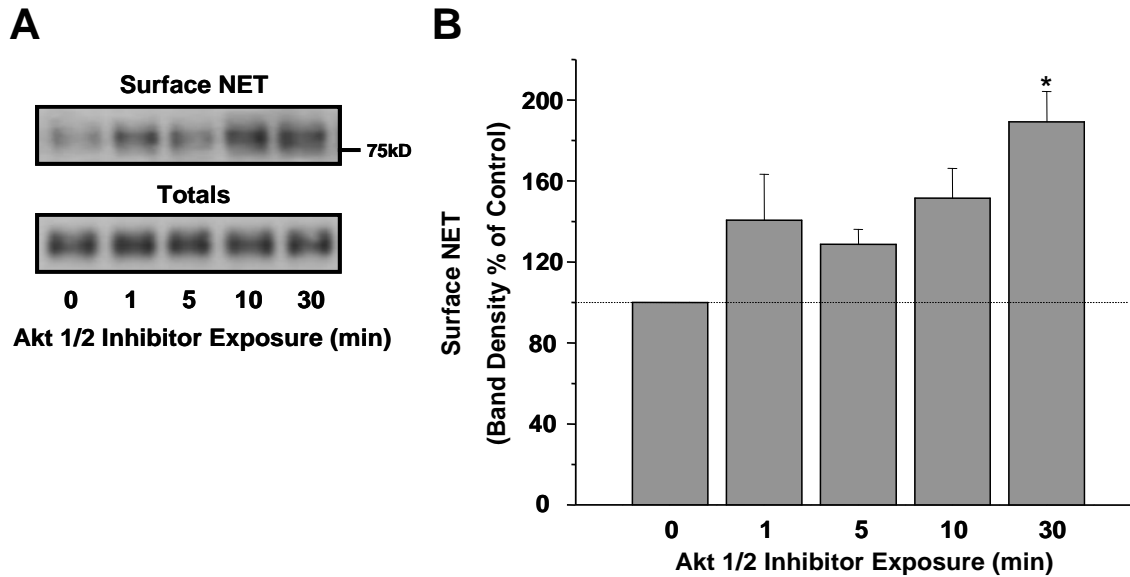 A
Surface NET
75kD
Totals
0 1 5 10 30
Akt 1/2 Inhibitor Exposure (min)
B
Surface NET
(Band Density % of Control)
200
160
120
80
40
0
*
0 1 5 10 30
Akt 1/2 Inhibitor Exposure (min)